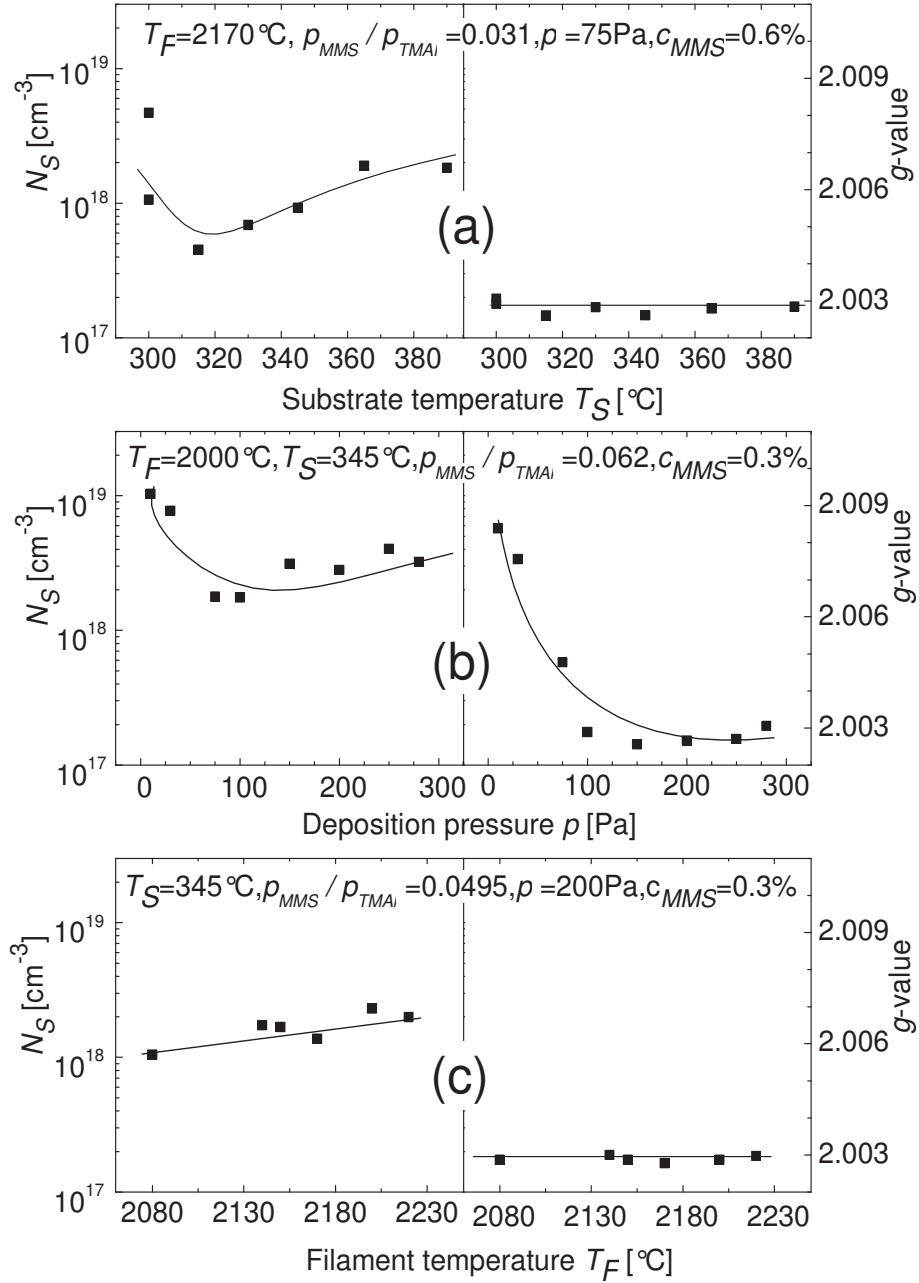 T_F=2170°C, p_MMS / p_TMAl =0.031,p =75Pa,c_MMS=0.6%
N_S [cm^-3]
10^19
10^18
10^17
2.009
2.006
2.003
g-value
(a)
300 320 340 360 380 300 320 340 360 380
Substrate temperature T_S [°C]
T_F=2000°C,T_S=345°C,p_MMS / p_TMAl =0.062,c_MMS=0.3%
N_S [cm^-3]
10^19
10^18
10^17
2.009
2.006
2.003
g-value
(b)
0 100 200 300 0 100 200 300
Deposition pressure p [Pa]
T_S=345°C,p_MMS / p_TMAl =0.0495,p =200Pa,c_MMS=0.3%
N_S [cm^-3]
10^19
10^18
10^17
2.009
2.006
2.003
g-value
(c)
2080 2130 2180 2230 2080 2130 2180 2230
Filament temperature T_F [°C]